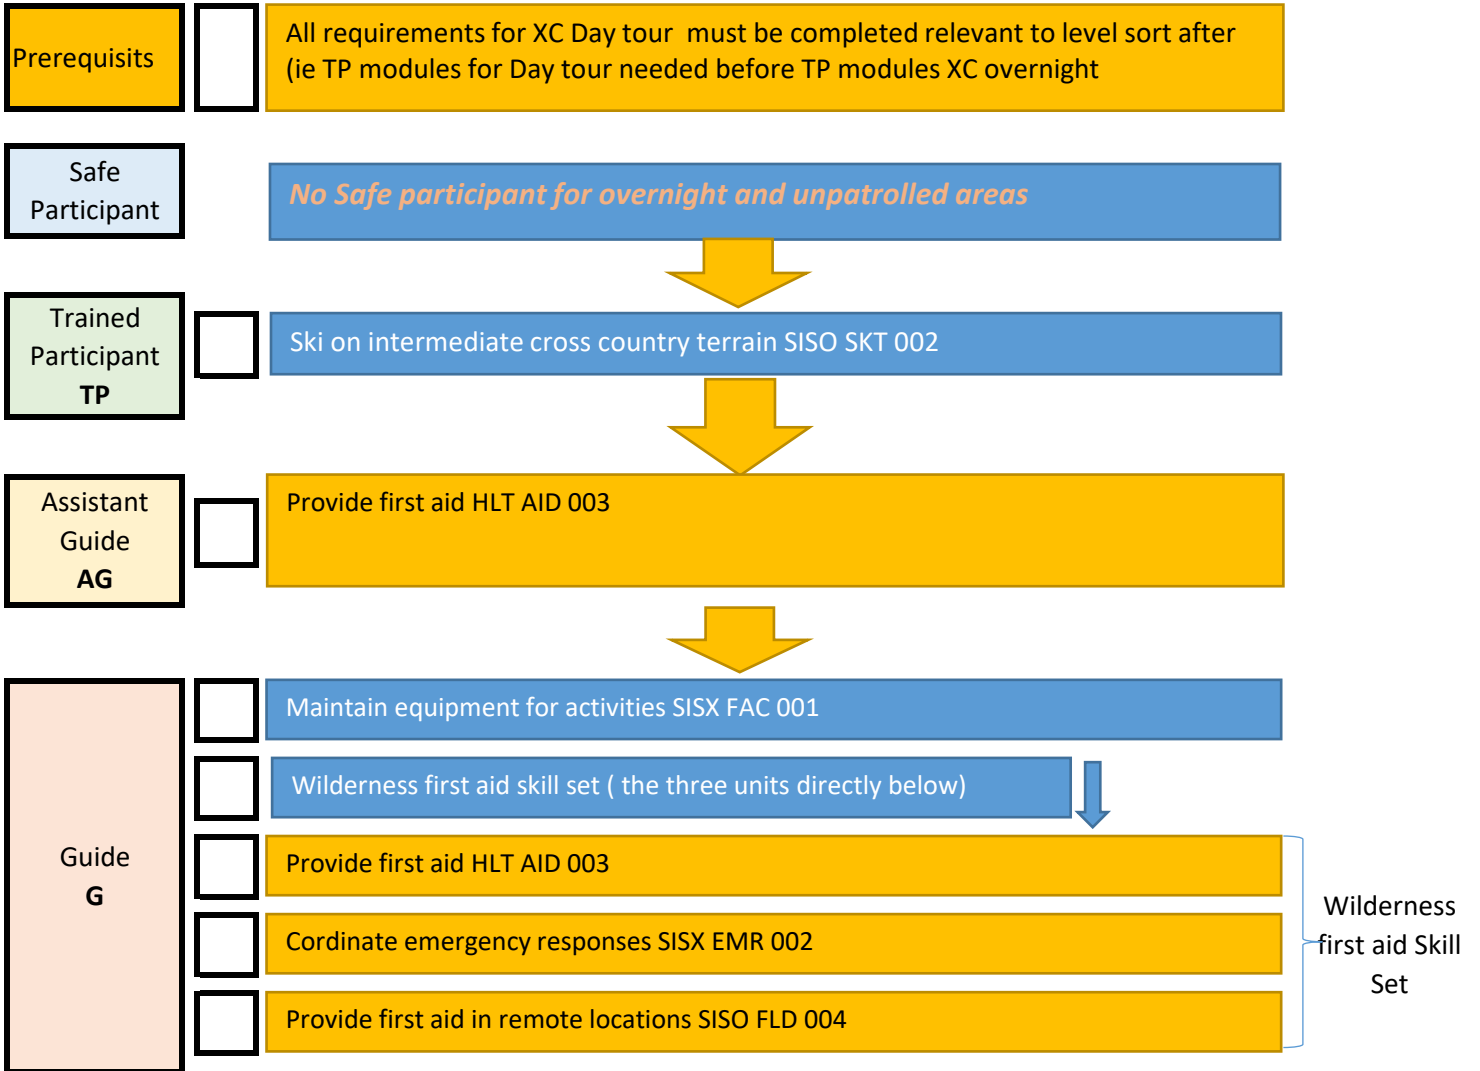 Prerequisits
All requirements for XC Day tour  must be completed relevant to level sort after
(ie TP modules for Day tour needed before TP modules XC overnight
Safe
Participant
No Safe participant for overnight and unpatrolled areas
Trained
Participant
TP
Ski on intermediate cross country terrain SISO SKT 002
Assistant
Guide
AG
Provide first aid HLT AID 003
Guide
G
Maintain equipment for activities SISX FAC 001
Wilderness first aid skill set ( the three units directly below)
Provide first aid HLT AID 003
Cordinate emergency responses SISX EMR 002
Provide first aid in remote locations SISO FLD 004
Wilderness
first aid Skill
Set